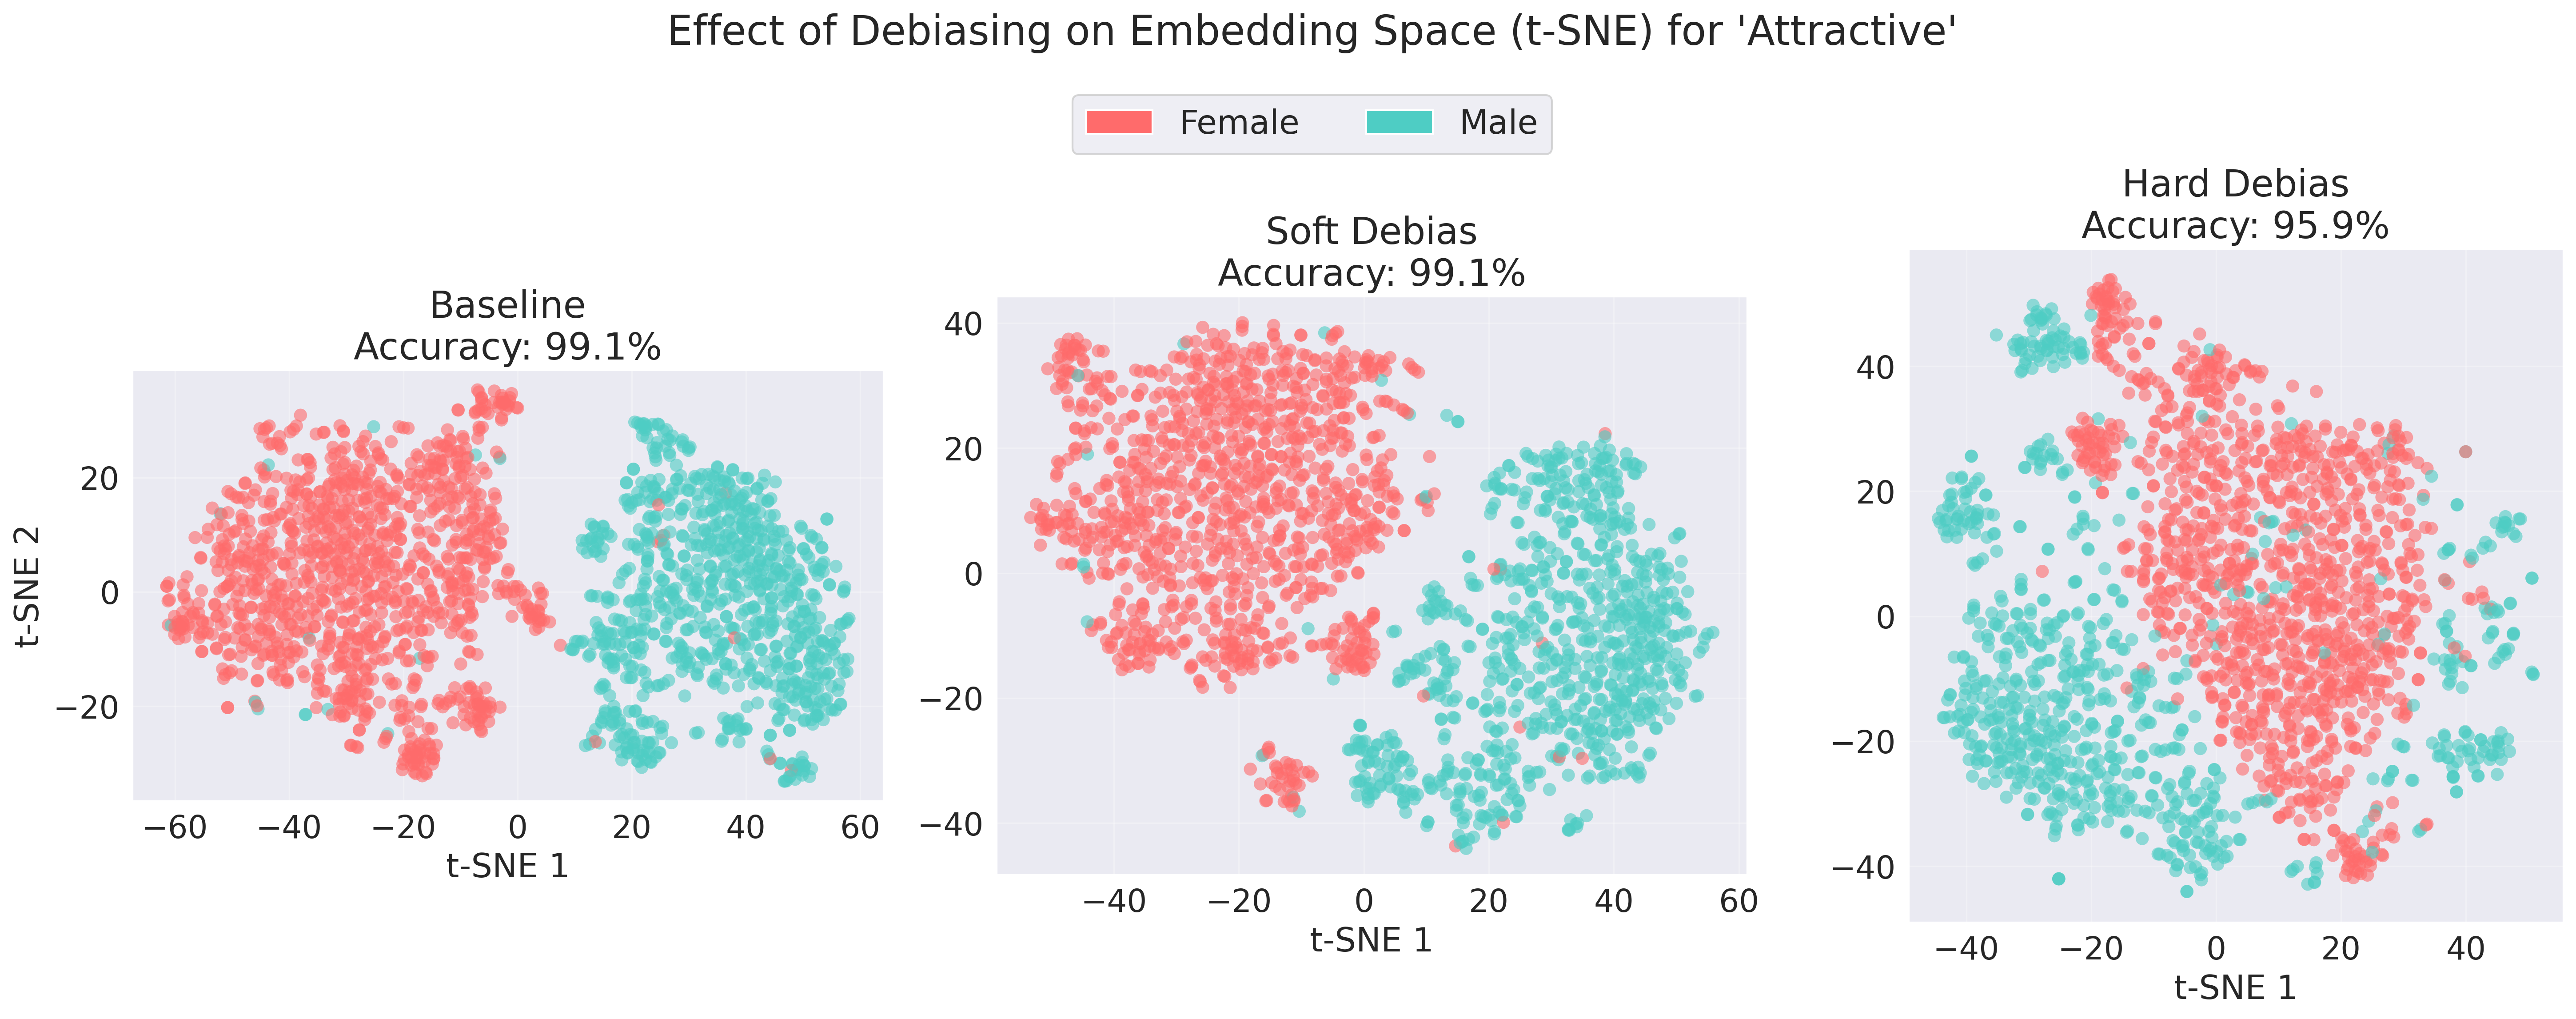 Effect of Debiasing on Embedding Space (t-SNE) for 'Attractive'
Female
Male
Baseline
Accuracy: 99.1%
t-SNE 2
20
0
−20
−60
−40
−20
0
20
40
60
t-SNE 1
Soft Debias
Accuracy: 99.1%
40
20
0
−20
−40
−40
−20
0
20
40
60
t-SNE 1
Hard Debias
Accuracy: 95.9%
40
20
0
−20
−40
−40
−20
0
20
40
t-SNE 1